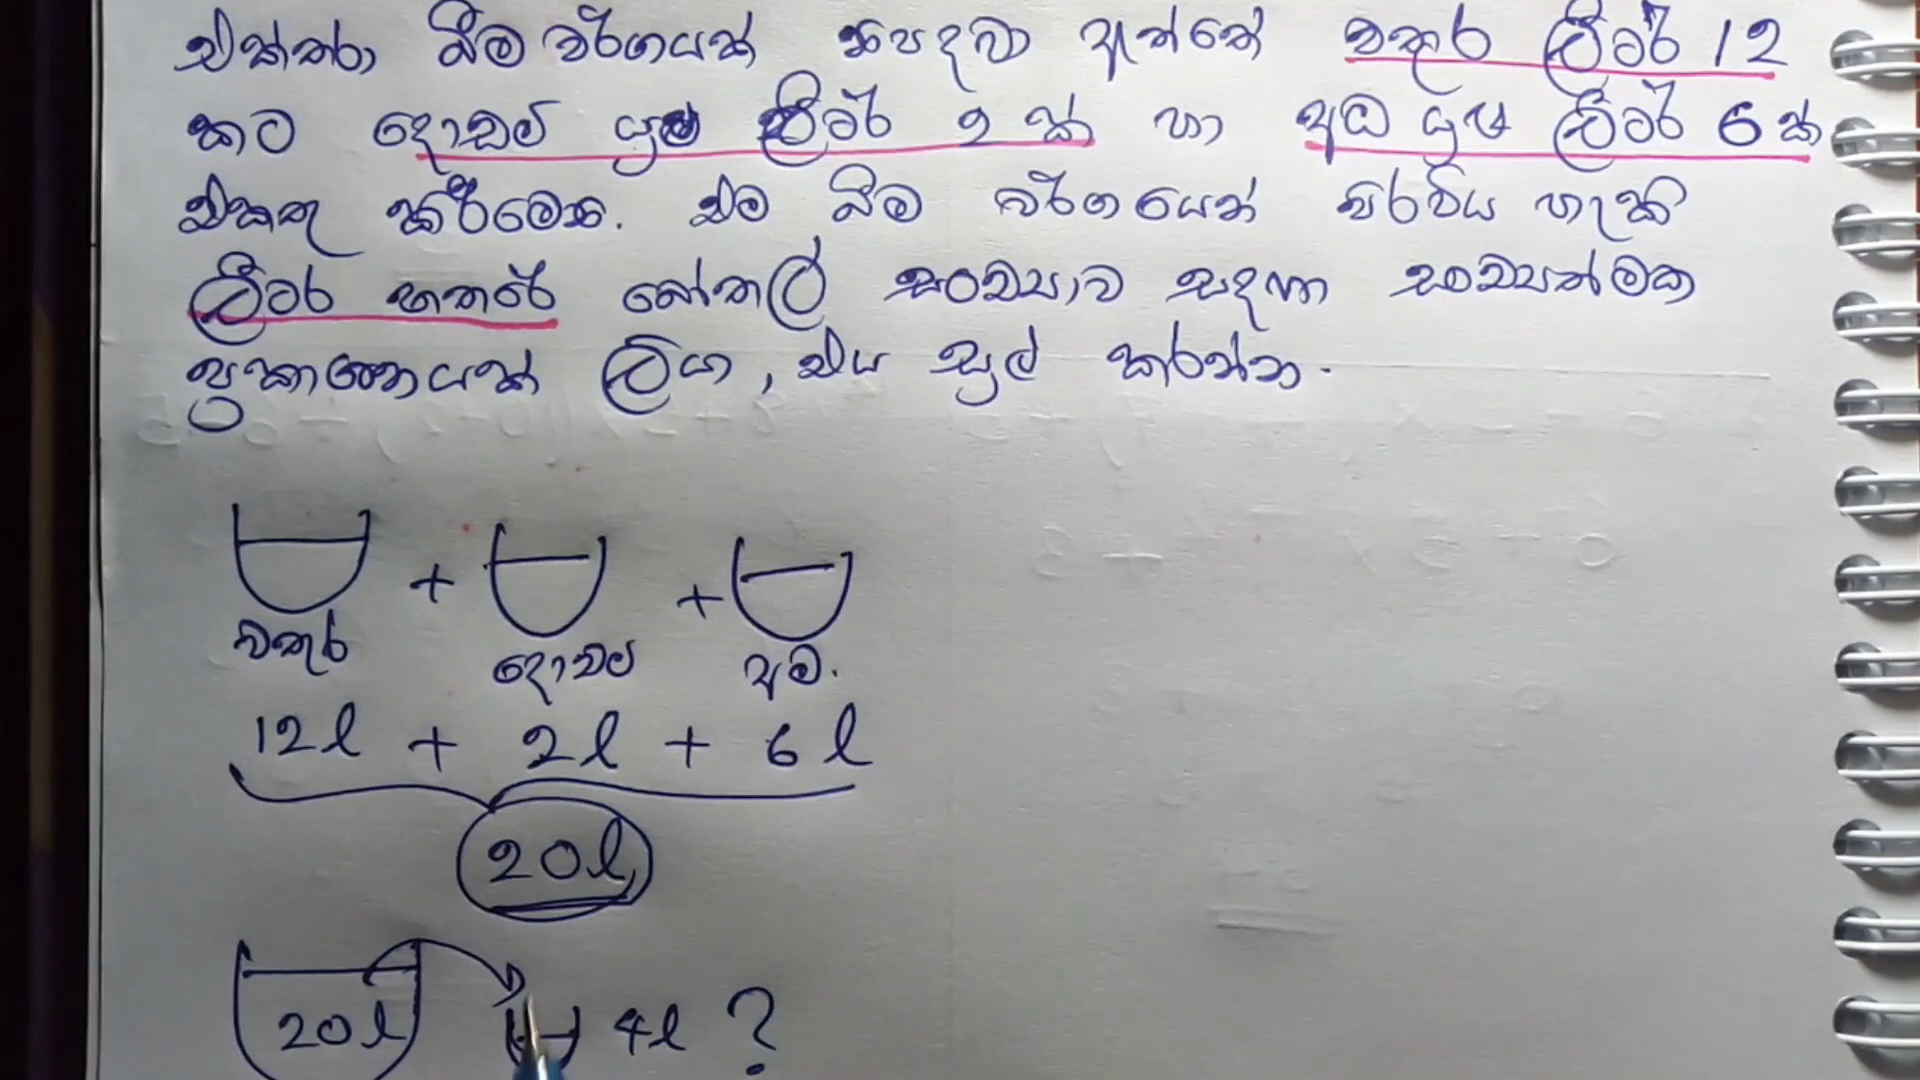 එක්තරා බීම වර්ගයක් සපදවා ඇත්තේ වතුර ලීටර් 12
කට දොඩම් යුෂ ලීටර් 2 ක් හා අඹ යුෂ ලීටර් 6 ක්
එකතු කිරීමෙනි. එම බීම වර්ගයෙන් පිරවිය හැකි
ලීටර හතරේ බෝතල් සංඛ්‍යාව සඳහා සංඛ්‍යාත්මක
ප්‍රකාශනයක් ලියා , එය සුළු කරන්න.
වතුර + දොඩම් + අඹ.
12l + 2l + 6l
20l
20l 4l ?